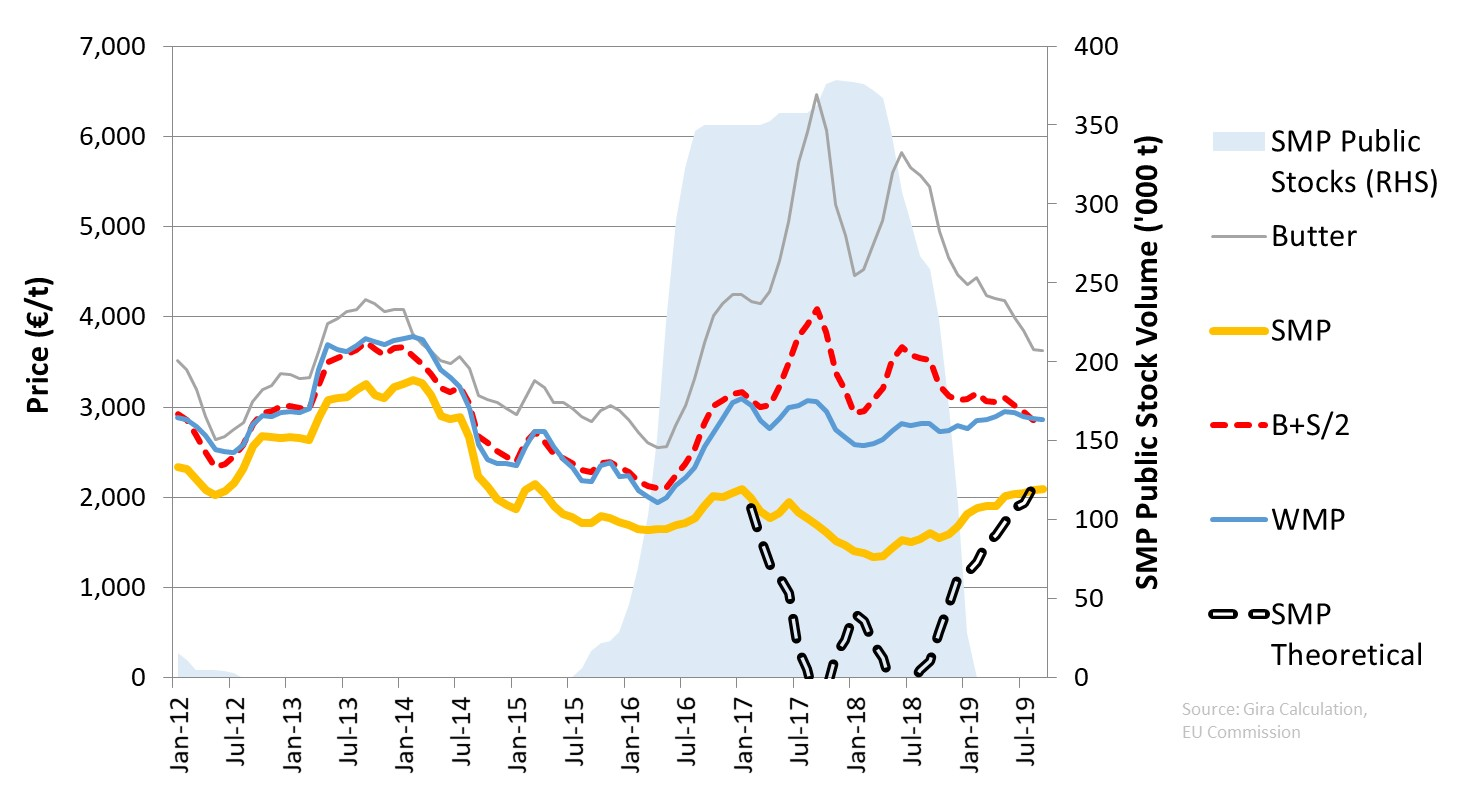 7,000
6,000
5,000
4,000
3,000
2,000
1,000
0
Price (€/t)
400
350
300
250
200
150
100
50
0
SMP Public Stock Volume ('000 t)
Jan-12
Jul-12
Jan-13
Jul-13
Jan-14
Jul-14
Jan-15
Jul-15
Jan-16
Jul-16
Jan-17
Jul-17
Jan-18
Jul-18
Jan-19
Jul-19
SMP Public
Stocks (RHS)
Butter
SMP
B+S/2
WMP
SMP
Theoretical
Source: Gira Calculation,
EU Commission